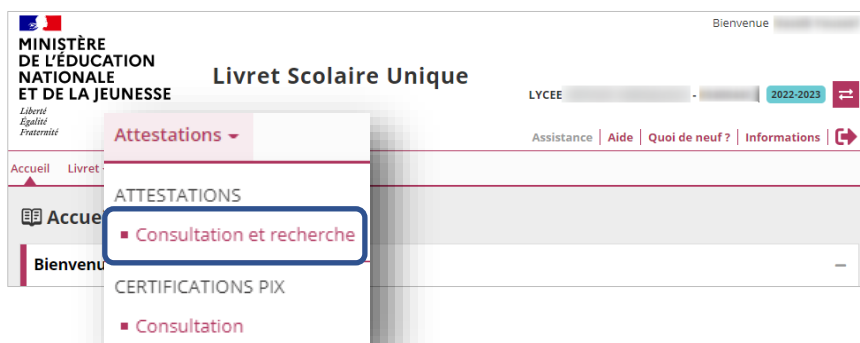 Bienvenue
MINISTÈRE
DE L'ÉDUCATION
NATIONALE
ET DE LA JEUNESSE
Liberté
Égalité
Fraternité
Livret Scolaire Unique
LYCEE - 2022-2023
Assistance | Aide | Quoi de neuf ? | Informations |
Accueil Livret
Attestations
ATTESTATIONS
Consultation et recherche
CERTIFICATIONS PIX
Consultation
Accue
Bienvenu